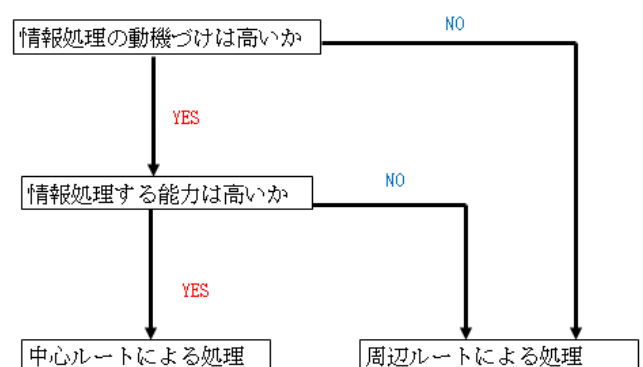 情報処理の動機づけは高いか
NO
YES
情報処理する能力は高いか
NO
YES
中心ルートによる処理
周辺ルートによる処理